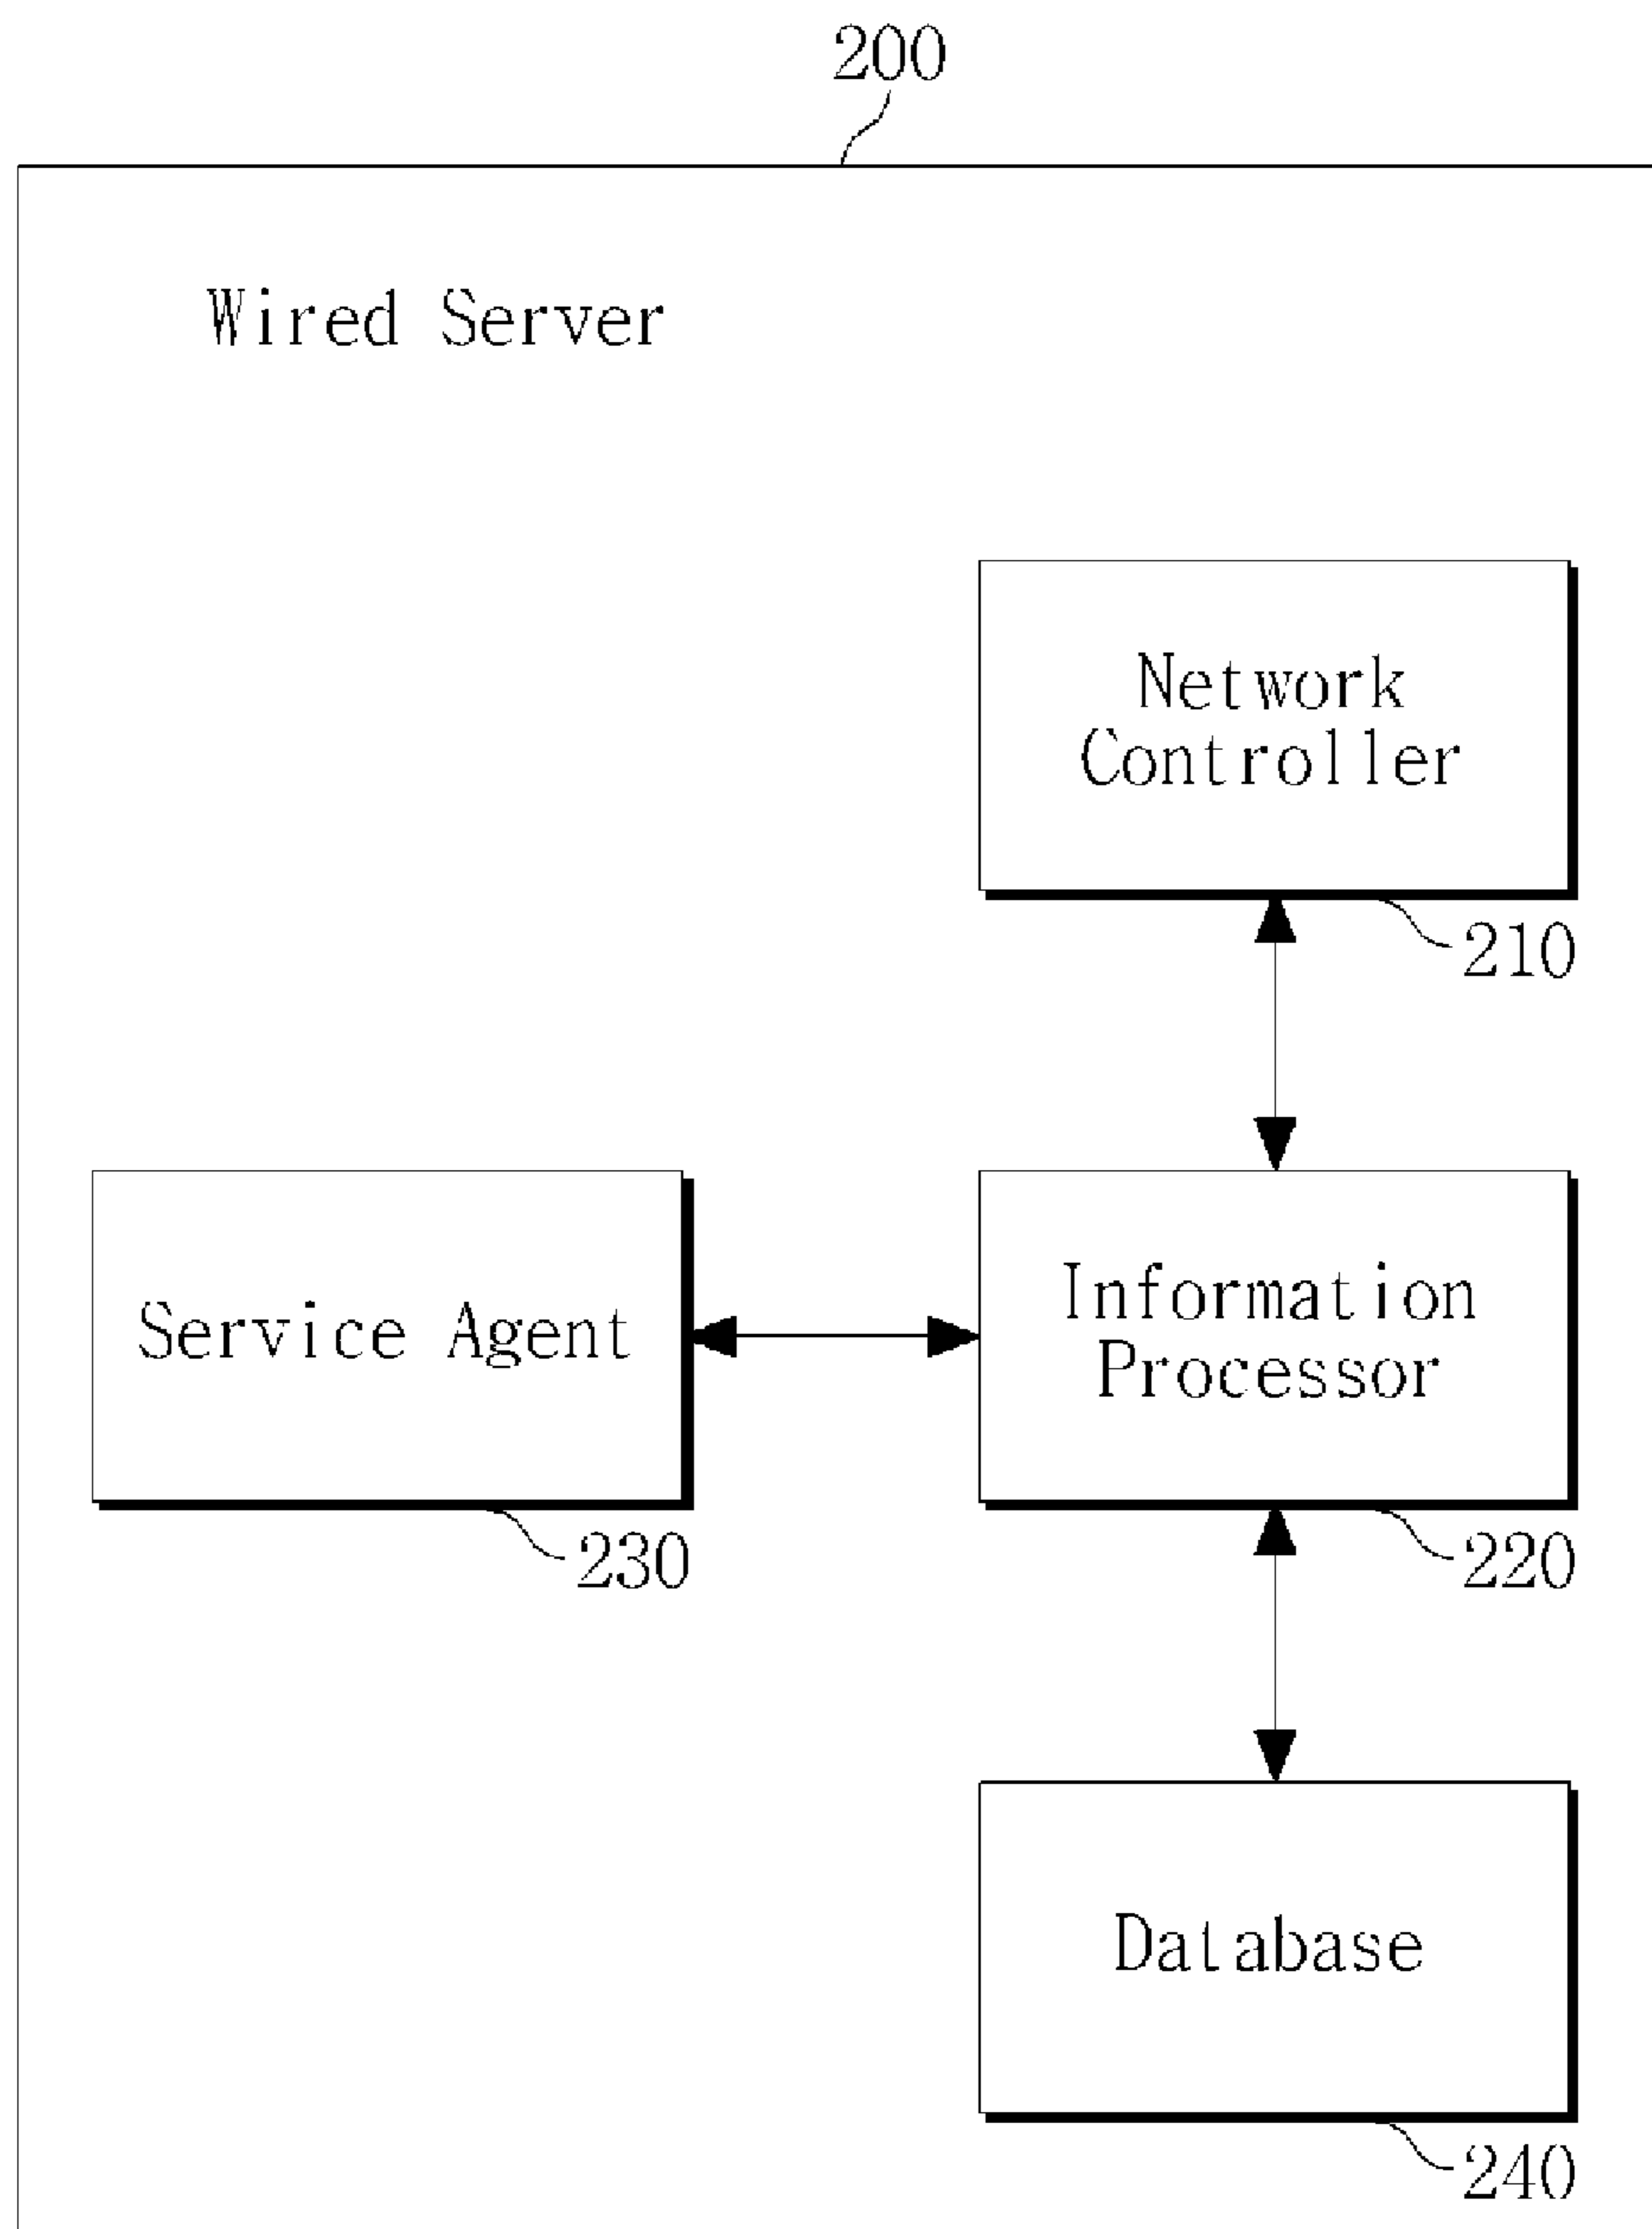 200
Wired Server
Network
Controller
210
Service Agent
Information
Processor
230
220
Database
240